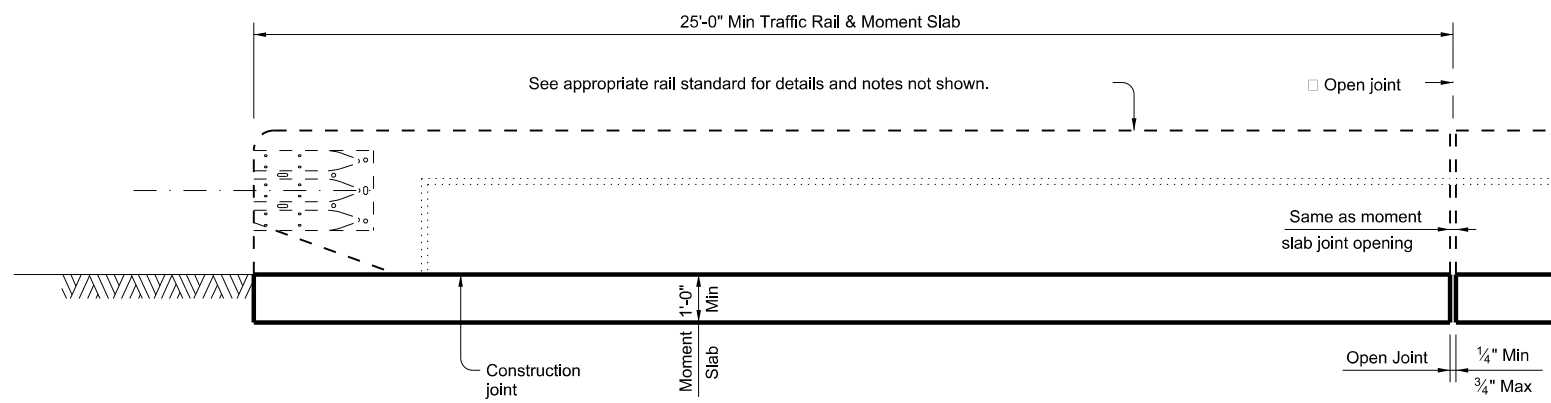 25'-0" Min Traffic Rail & Moment Slab
See appropriate rail standard for details and notes not shown.
□ Open joint
Same as moment
slab joint opening
1'-0"
Min
Moment
Slab
Construction
joint
Open Joint
¼" Min
¾" Max